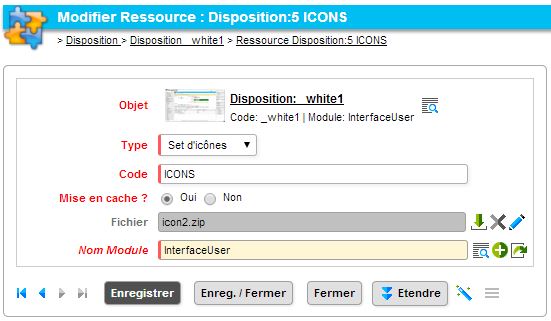 Modifier Ressource : Disposition:5 ICONS
> Disposition > Disposition _white1 > Ressource Disposition:5 ICONS
Objet
Disposition: _white1
Code: _white1 | Module: InterfaceUser
Type Set d'icônes
Code ICONS
Mise en cache ? Oui Non
Fichier icon2.zip
Nom Module InterfaceUser
Enregistrer Enreg. / Fermer Fermer Etendre